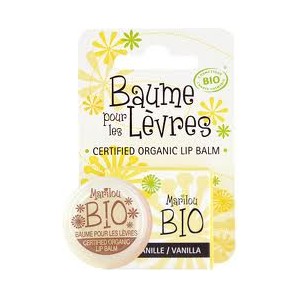 BIO
Baume
pour
les Lèvres
CERTIFIED ORGANIC LIP BALM
Marilou
BIO
BAUME POUR LES LÈVRES
CERTIFIED ORGANIC
LIP BALM
Marilou
BIO
NILLE / VANILLA